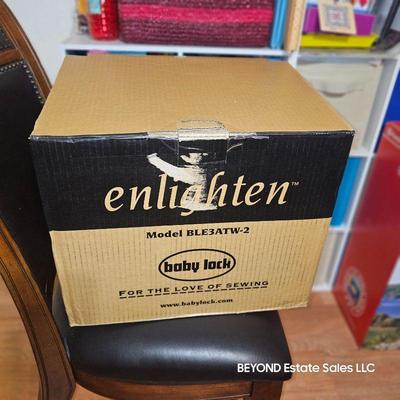 enlighten™
Model BLE3ATW-2
baby lock
FOR THE LOVE OF SEWING
www.babylock.com
BEYOND Estate Sales LLC